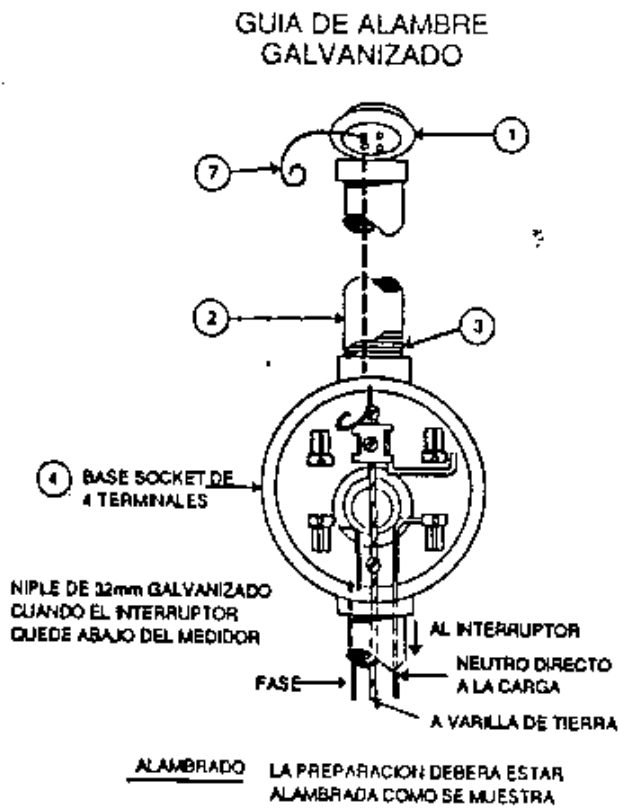 GUIA DE ALAMBRE
GALVANIZADO
1
7
2
3
4 BASE SOCKET DE
4 TERMINALES
NIPLE DE 32mm GALVANIZADO
CUANDO EL INTERRUPTOR
QUEDE ABAJO DEL MEDIDOR
AL INTERRUPTOR
NEUTRO DIRECTO
A LA CARGA
FASE
A VARILLA DE TIERRA
ALAMBRADO LA PREPARACION DEBERA ESTAR
ALAMBRADA COMO SE MUESTRA